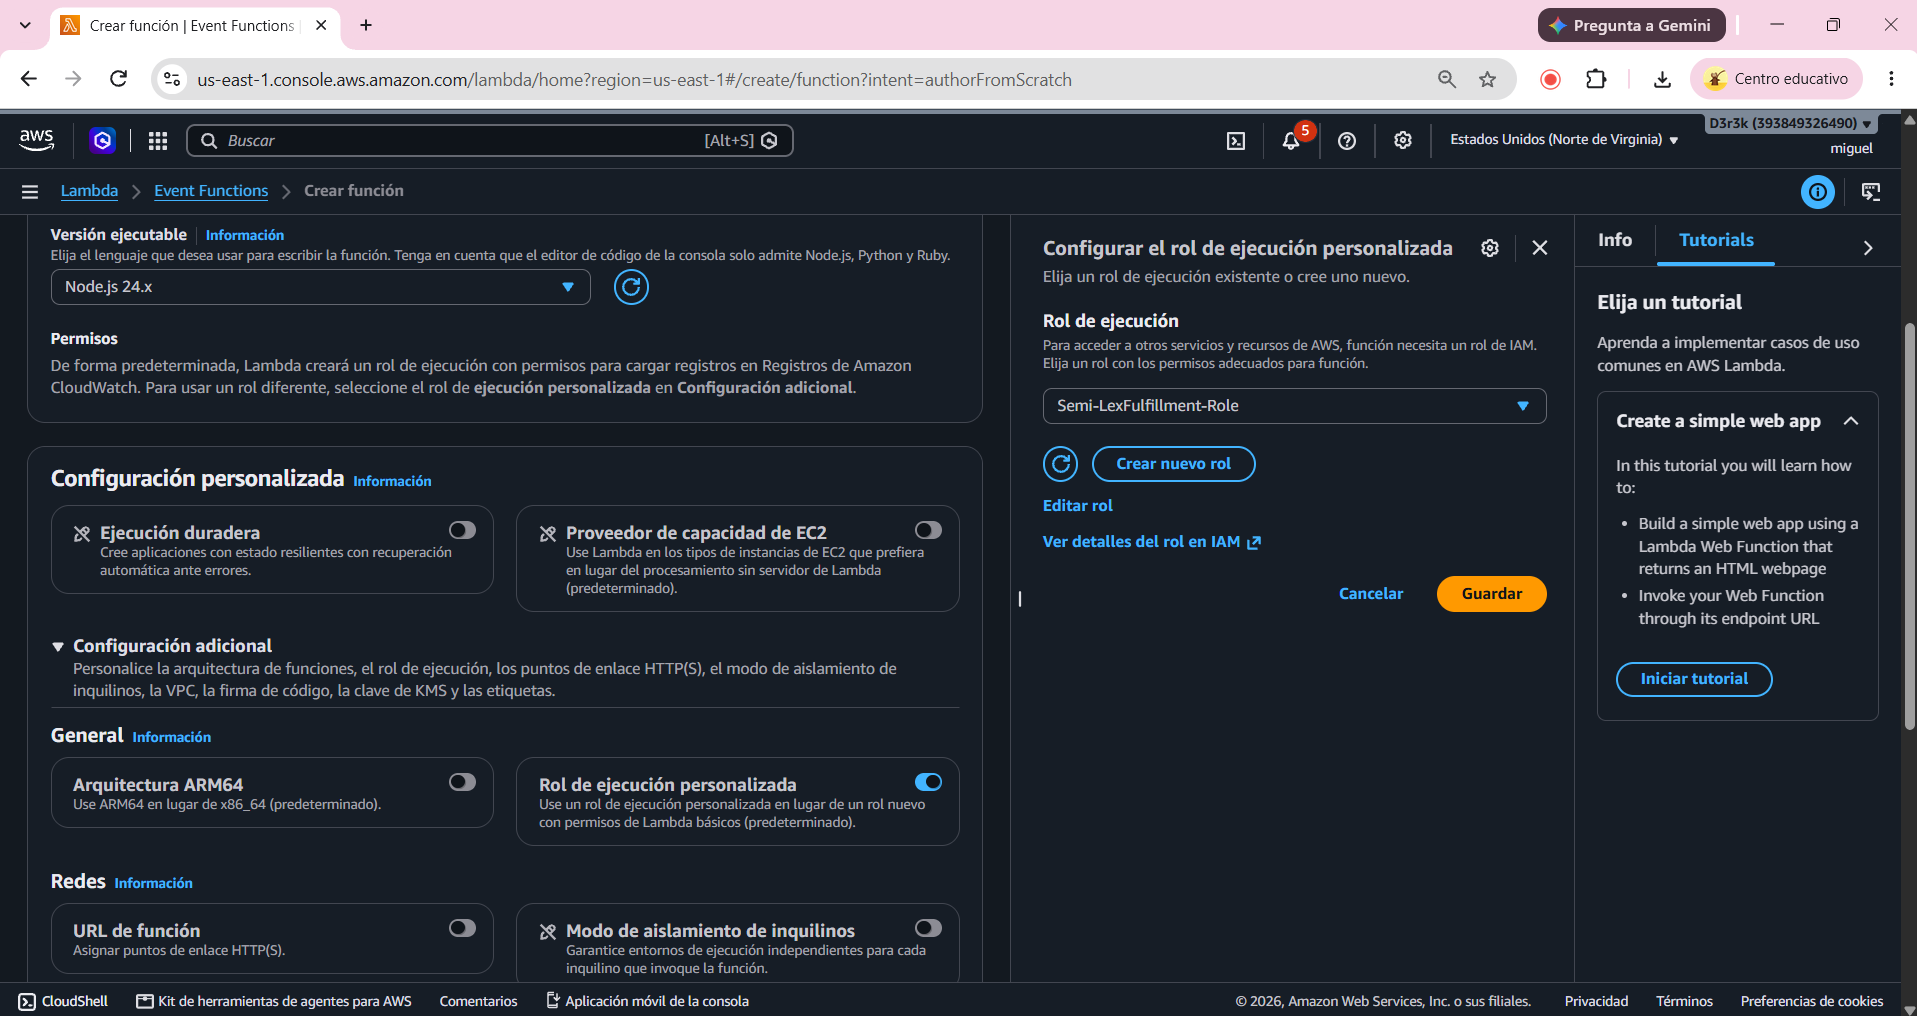 Crear función | Event Functions
Pregunta a Gemini
us-east-1.console.aws.amazon.com/lambda/home?region=us-east-1#/create/function?intent=authorFromScratch
Centro educativo
aws
Buscar
[Alt+S]
5
Estados Unidos (Norte de Virginia)
D3r3k (393849326490)
miguel
Lambda
Event Functions
Crear función
Versión ejecutable
Información
Elija el lenguaje que desea usar para escribir la función. Tenga en cuenta que el editor de código de la consola solo admite Node.js, Python y Ruby.
Node.js 24.x
Permisos
De forma predeterminada, Lambda creará un rol de ejecución con permisos para cargar registros en Registros de Amazon
CloudWatch. Para usar un rol diferente, seleccione el rol de ejecución personalizada en Configuración adicional.
Configuración personalizada
Información
Ejecución duradera
Cree aplicaciones con estado resilientes con recuperación
automática ante errores.
Proveedor de capacidad de EC2
Use Lambda en los tipos de instancias de EC2 que prefiera
en lugar del procesamiento sin servidor de Lambda
(predeterminado).
Configuración adicional
Personalice la arquitectura de funciones, el rol de ejecución, los puntos de enlace HTTP(S), el modo de aislamiento de
inquilinos, la VPC, la firma de código, la clave de KMS y las etiquetas.
General
Información
Arquitectura ARM64
Use ARM64 en lugar de x86_64 (predeterminado).
Rol de ejecución personalizada
Use un rol de ejecución personalizada en lugar de un rol nuevo
con permisos de Lambda básicos (predeterminado).
Redes
Información
URL de función
Asignar puntos de enlace HTTP(S).
Modo de aislamiento de inquilinos
Garantice entornos de ejecución independientes para cada
inquilino que invoque la función.
Configurar el rol de ejecución personalizada
Elija un rol de ejecución existente o cree uno nuevo.
Rol de ejecución
Para acceder a otros servicios y recursos de AWS, función necesita un rol de IAM.
Elija un rol con los permisos adecuados para función.
Semi-LexFulfillment-Role
Crear nuevo rol
Editar rol
Ver detalles del rol en IAM
Cancelar
Guardar
Info
Tutorials
Elija un tutorial
Aprenda a implementar casos de uso
comunes en AWS Lambda.
Create a simple web app
In this tutorial you will learn how
to:
• Build a simple web app using a
Lambda Web Function that
returns an HTML webpage
• Invoke your Web Function
through its endpoint URL
Iniciar tutorial
CloudShell
Kit de herramientas de agentes para AWS
Comentarios
Aplicación móvil de la consola
© 2026, Amazon Web Services, Inc. o sus filiales.
Privacidad
Términos
Preferencias de cookies